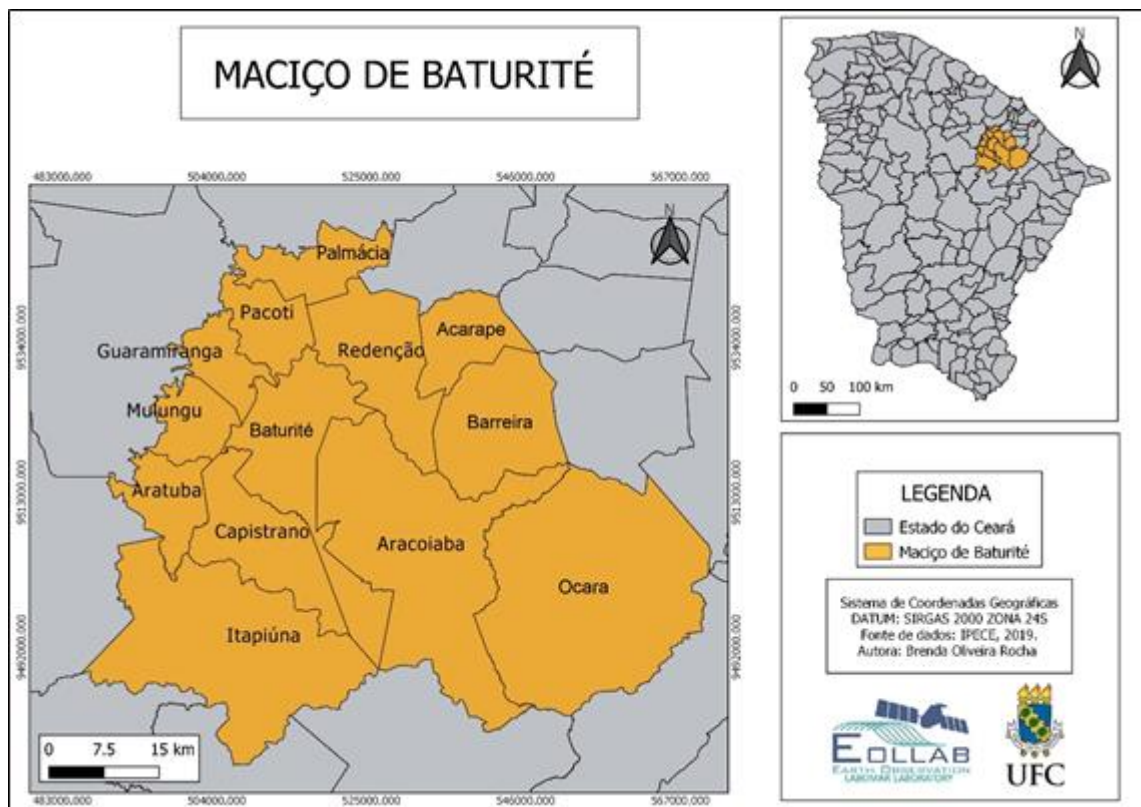 MACIÇO DE BATURITÉ
N
483000.000 504000.000 525000.000 546000.000 567000.000
N
Palmácia
Pacoti
Acarape
Guaramiranga
Redenção
Mulungu
Baturité
Barreira
Aratuba
Capistrano
Aracoiaba
Ocara
Itapiúna
9534000.000
9513000.000
9492000.000
9534000.000
9513000.000
9492000.000
0 7.5 15 km
483000.000 504000.000 525000.000 546000.000 567000.000
0 50 100 km
LEGENDA
Estado do Ceará
Maciço de Baturité
Sistema de Coordenadas Geográficas
DATUM: SIRGAS 2000 ZONA 24S
Fonte de dados: IPECE, 2019.
Autora: Brenda Oliveira Rocha
EOLLAB
EARTH OBSERVATION
LABOMAR LABORATORY
UFC